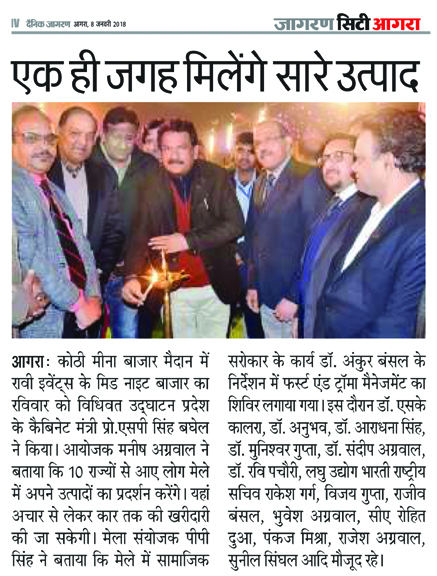 IV दैनिक जागरण आगरा, 8 जनवरी 2018
जागरण सिटी आगरा
एक ही जगह मिलेंगे सारे उत्पाद
आगरा: कोठी मीना बाजार मैदान में
रावी इवेंट्स के मिड नाइट बाजार का
रविवार को विधिवत उद्घाटन प्रदेश
के कैबिनेट मंत्री प्रो.एसपी सिंह बघेल
ने किया। आयोजक मनीष अग्रवाल ने
बताया कि 10 राज्यों से आए लोग मेले
में अपने उत्पादों का प्रदर्शन करेंगे। यहां
अचार से लेकर कार तक की खरीदारी
की जा सकेगी। मेला संयोजक पीपी
सिंह ने बताया कि मेले में सामाजिक
सरोकार के कार्य डॉ. अंकुर बंसल के
निर्देशन में फर्स्ट एंड ट्रॉमा मैनेजमेंट का
शिविर लगाया गया। इस दौरान डॉ. एसके
कालरा, डॉ. अनुभव, डॉ. आराधना सिंह,
डॉ. मुनिश्वर गुप्ता, डॉ. संदीप अग्रवाल,
डॉ. रवि पचौरी, लघु उद्योग भारती राष्ट्रीय
सचिव राकेश गर्ग, विजय गुप्ता, राजीव
बंसल, भुवेश अग्रवाल, सीए रोहित
दुआ, पंकज मिश्रा, राजेश अग्रवाल,
सुनील सिंघल आदि मौजूद रहे।